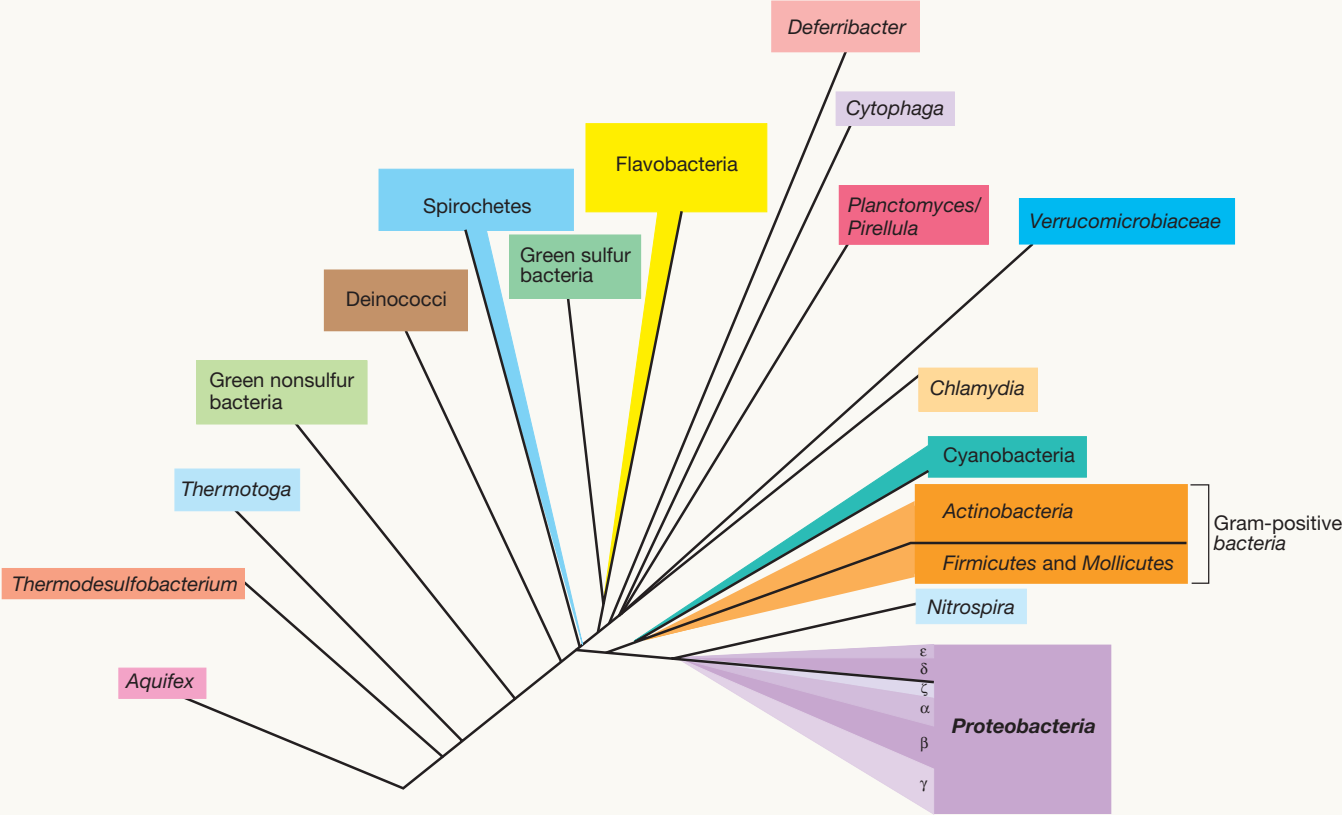 Deferribacter
Cytophaga
Flavobacteria
Spirochetes
Planctomyces/
Pirellula
Verrucomicrobiaceae
Green sulfur
bacteria
Deinococci
Green nonsulfur
bacteria
Chlamydia
Cyanobacteria
Thermotoga
Actinobacteria
Gram-positive
bacteria
Firmicutes and Mollicutes
Thermodesulfobacterium
Nitrospira
Aquifex
ε
δ
ζ
α
β
γ
Proteobacteria